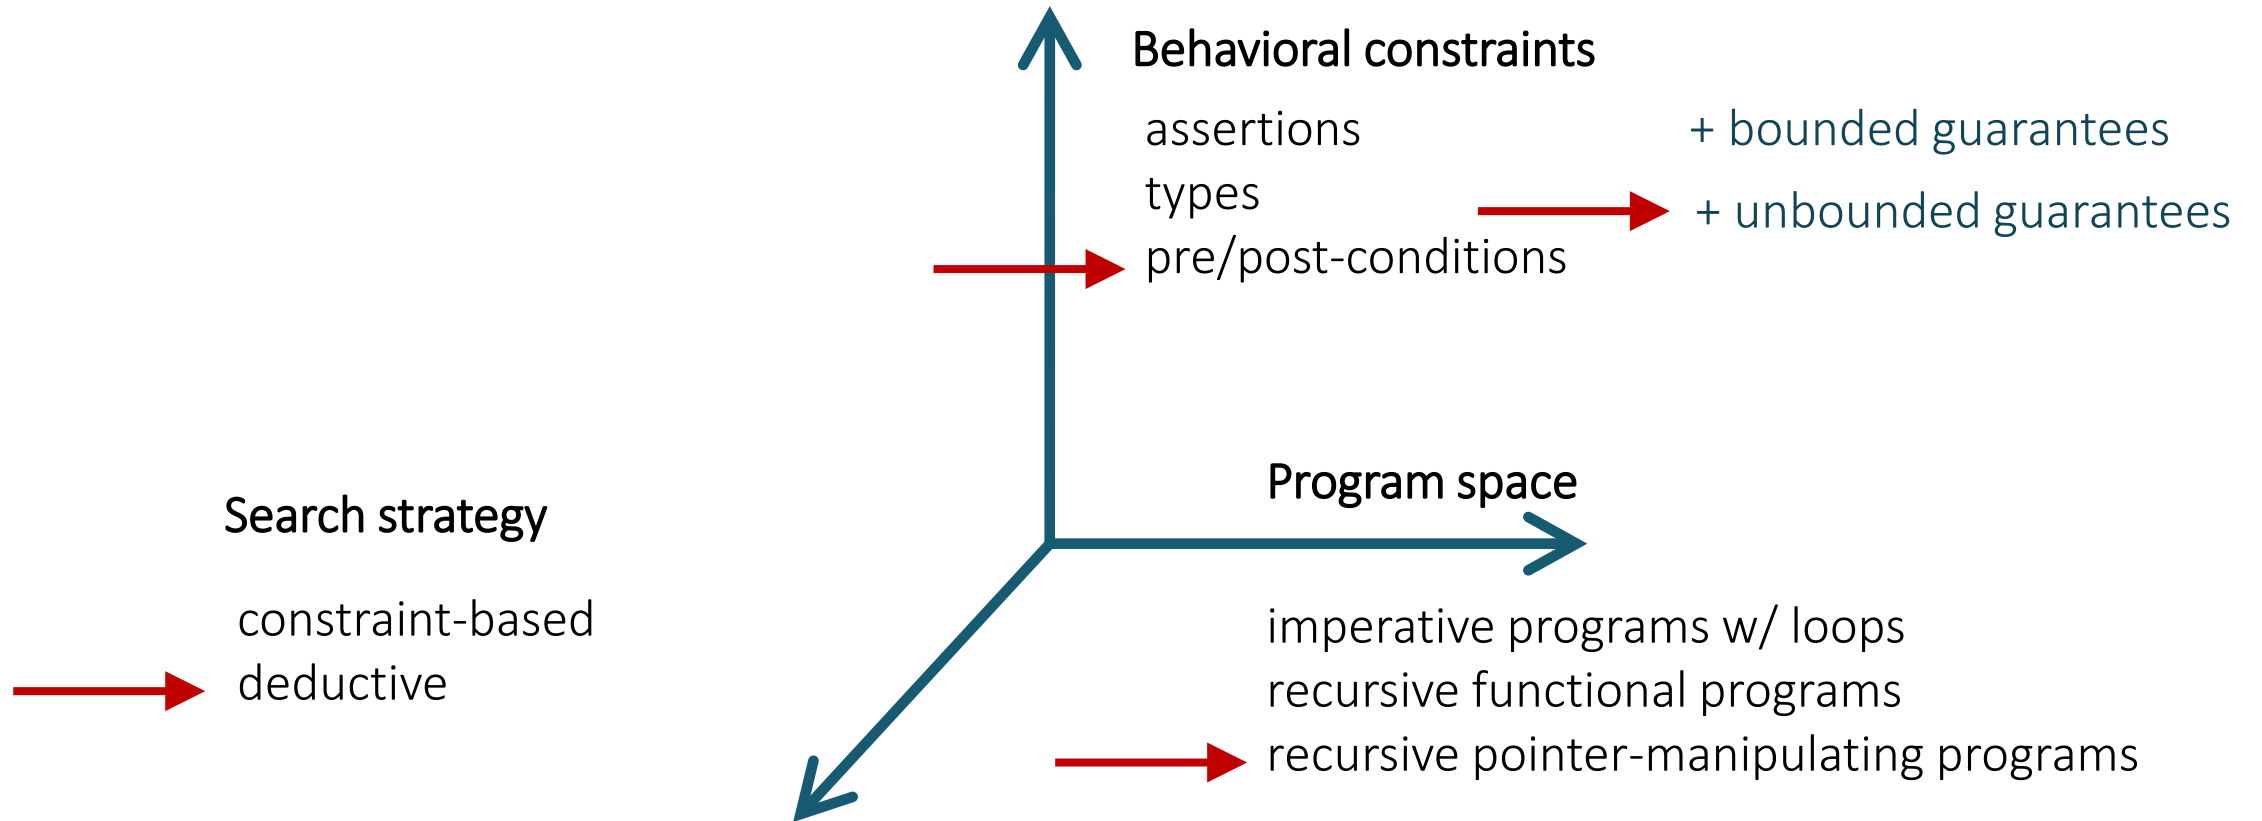 Behavioral constraints
assertions
types
pre/post-conditions
+ bounded guarantees
+ unbounded guarantees
Search strategy
constraint-based
deductive
Program space
imperative programs w/ loops
recursive functional programs
recursive pointer-manipulating programs